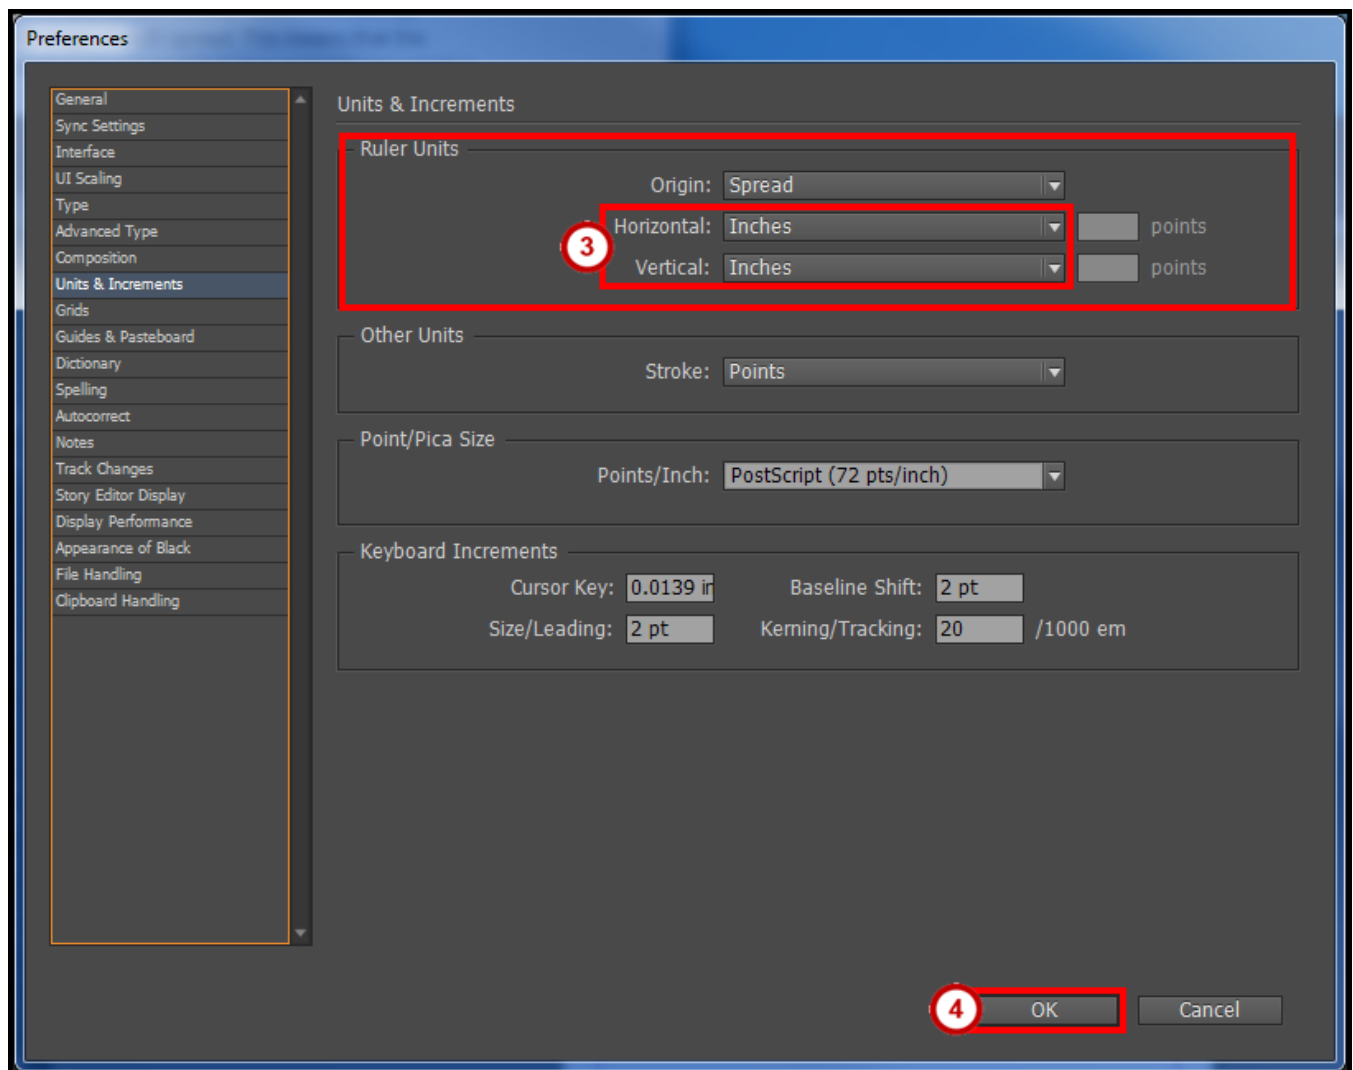 Preferences
General
Sync Settings
Interface
UI Scaling
Type
Advanced Type
Composition
Units & Increments
Grids
Guides & Pasteboard
Dictionary
Spelling
Autocorrect
Notes
Track Changes
Story Editor Display
Display Performance
Appearance of Black
File Handling
Clipboard Handling
Units & Increments
Ruler Units
Origin: Spread
Horizontal: Inches points
3
Vertical: Inches points
Other Units
Stroke: Points
Point/Pica Size
Points/Inch: PostScript (72 pts/inch)
Keyboard Increments
Cursor Key: 0.0139 in Baseline Shift: 2 pt
Size/Leading: 2 pt Kerning/Tracking: 20 /1000 em
4 OK Cancel